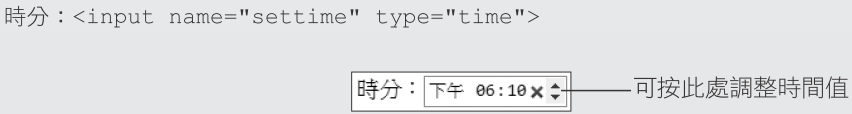 時分：<input name="settime" type="time">
時分： 下午 06:10 × 可按此處調整時間值